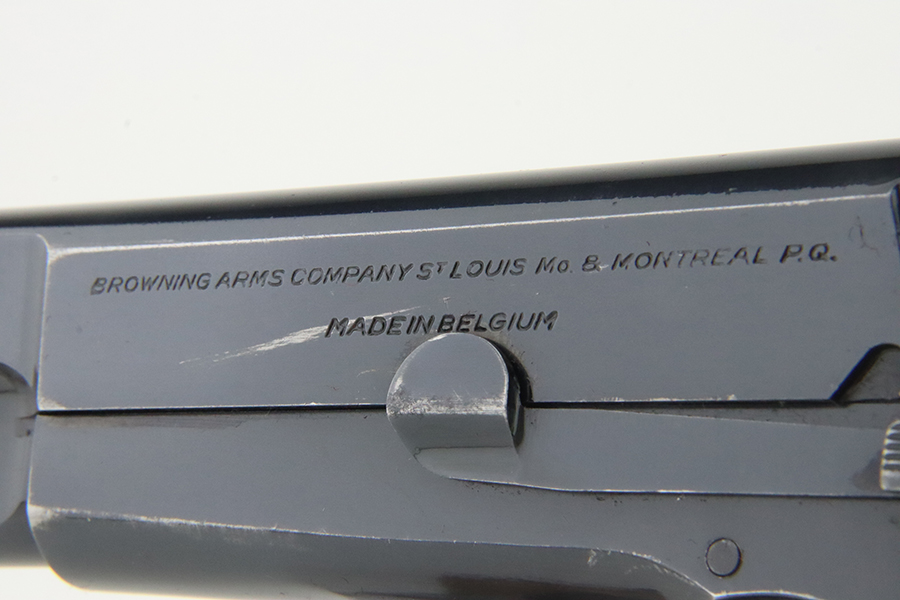 BROWNING ARMS COMPANY ST LOUIS Mo. & MONTREAL P.Q.
MADE IN BELGIUM